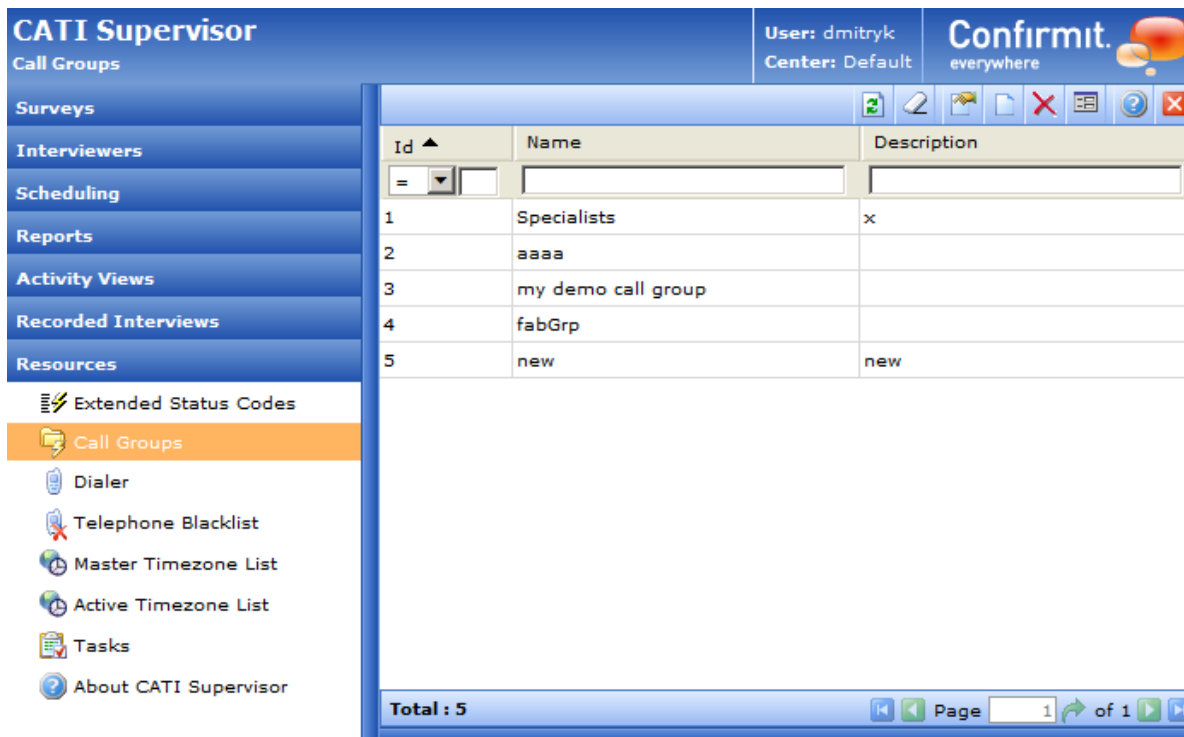 CATI Supervisor
Call Groups
User: dmitryk
Center: Default
Confirmit.
everywhere
Surveys
Interviewers
Scheduling
Reports
Activity Views
Recorded Interviews
Resources
Extended Status Codes
Call Groups
Dialer
Telephone Blacklist
Master Timezone List
Active Timezone List
Tasks
About CATI Supervisor
Id Name Description
=
1 Specialists x
2 aaaa
3 my demo call group
4 fabGrp
5 new new
Total : 5 Page 1 of 1